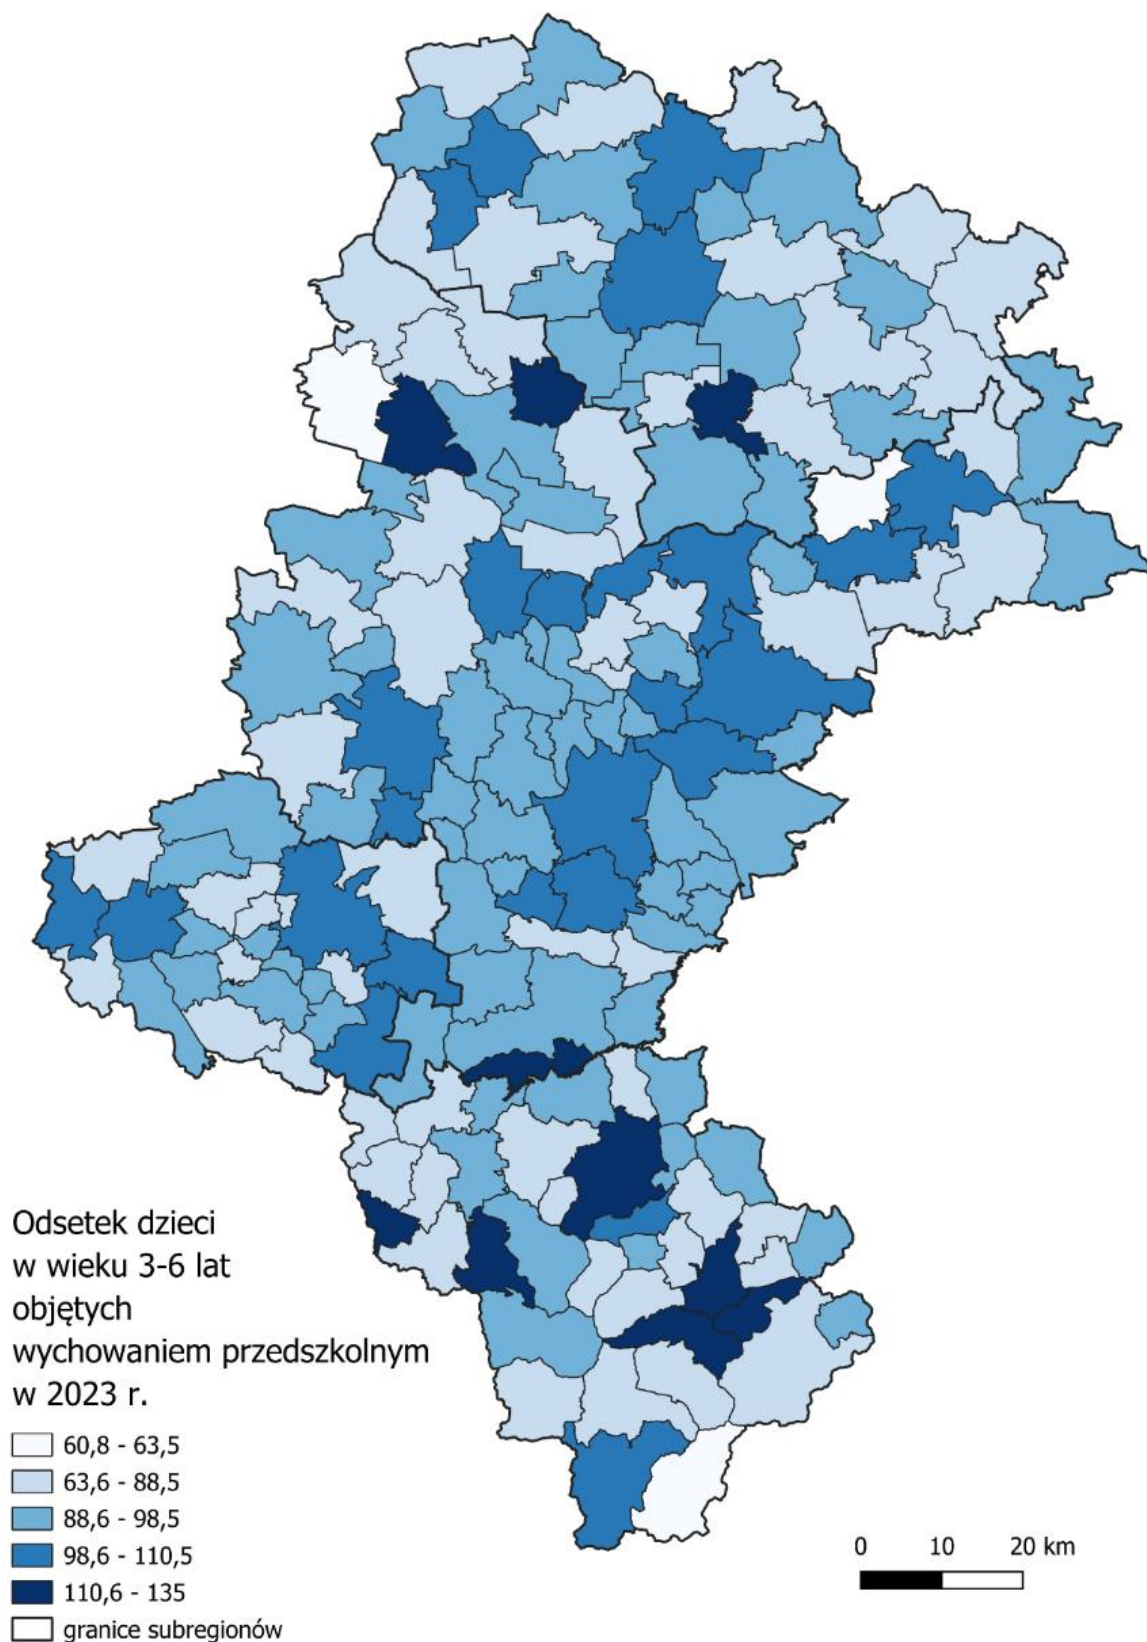 Odsetek dzieci
w wieku 3-6 lat
objętych
wychowaniem przedszkolnym
w 2023 r.
60,8 - 63,5
63,6 - 88,5
88,6 - 98,5
98,6 - 110,5
110,6 - 135
granice subregionów
0 10 20 km